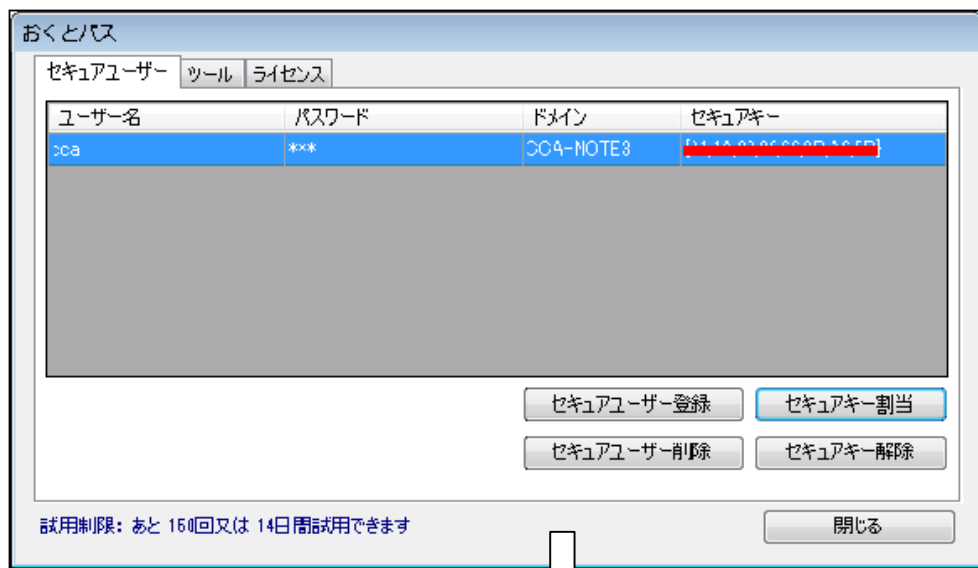 おくとパス
セキュアユーザー ツール ライセンス
ユーザー名 パスワード ドメイン セキュアキー
cca *** CCA-NOTE3
セキュアユーザー登録 セキュアキー割当
セキュアユーザー削除 セキュアキー解除
試用制限: あと 150回又は 14日間試用できます 閉じる